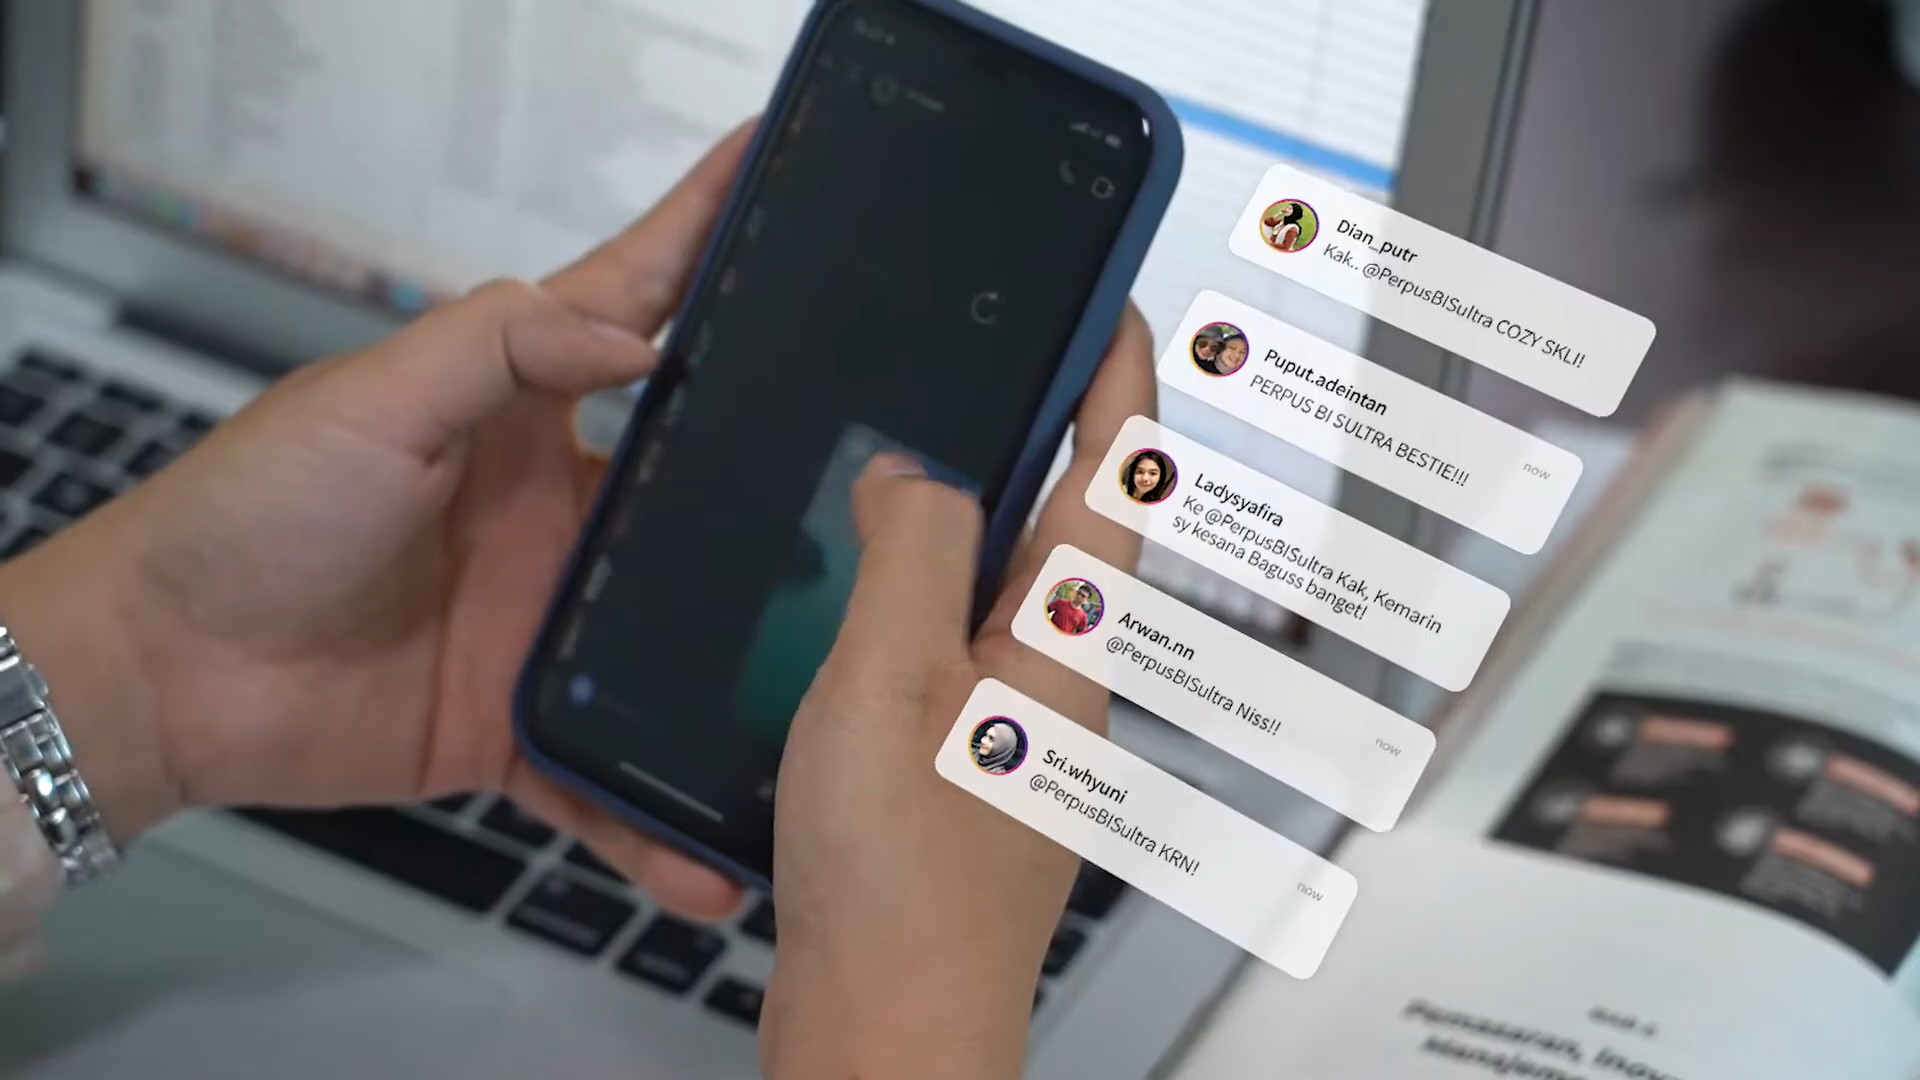 Dian_putr
Kak.. @PerpusBISultra COZY SKLI!
Puput.adeintan
PERPUS BI SULTRA BESTIE!!!
now
Ladysyafira
Ke @PerpusBISultra Kak, Kemarin
sy kesana Baguss banget!
Arwan.nn
@PerpusBISultra Niss!!
now
Sri.whyuni
@PerpusBISultra KRN!
now
Pemasaran,